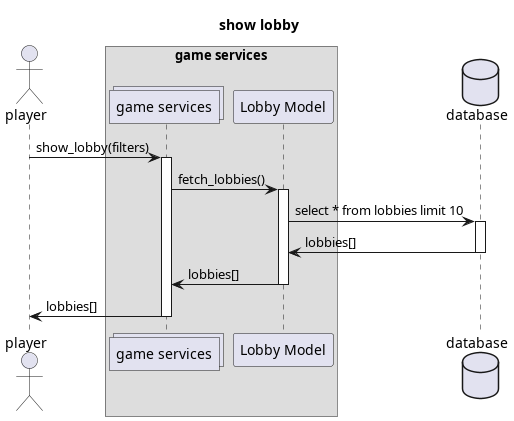 show lobby
game services
player
game services
Lobby Model
database
show_lobby(filters)
fetch_lobbies()
select * from lobbies limit 10
lobbies[]
lobbies[]
lobbies[]
player
game services
Lobby Model
database